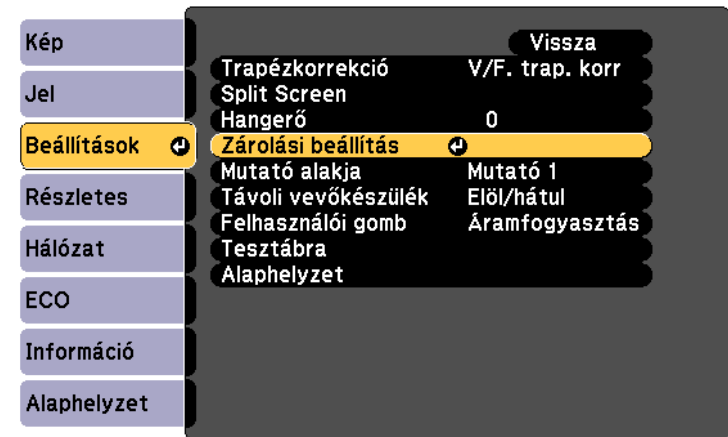 Kép
Jel
Beállítások
Részletes
Hálózat
ECO
Információ
Alaphelyzet
Vissza
Trapézkorrekció V/F. trap. korr
Split Screen
Hangerő 0
Zárolási beállítás
Mutató alakja Mutató 1
Távoli vevőkészülék Elöl/hátul
Felhasználói gomb Áramfogyasztás
Tesztábra
Alaphelyzet